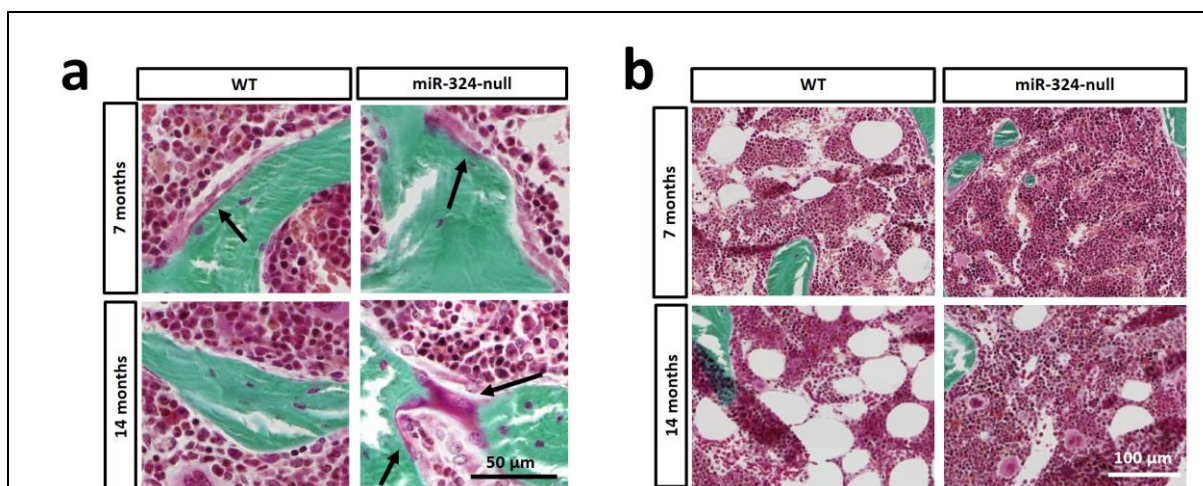 a
WT
miR-324-null
7 months
14 months
50 µm
b
WT
miR-324-null
7 months
14 months
100 µm